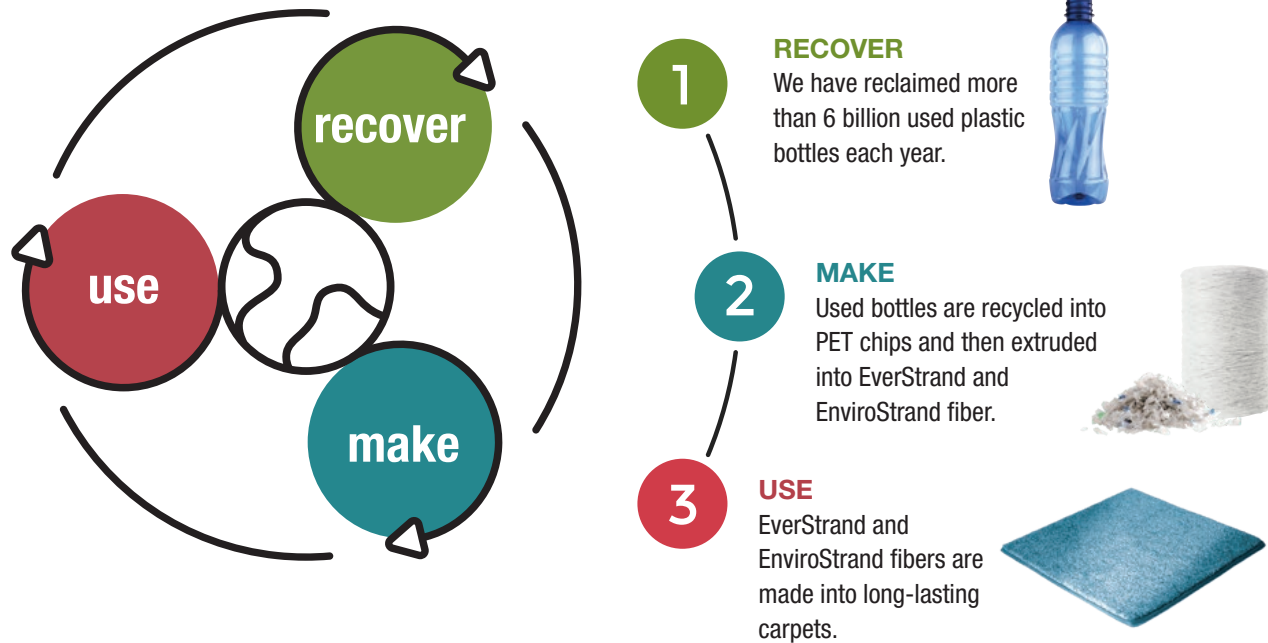 recover
use
make
1
RECOVER
We have reclaimed more
than 6 billion used plastic
bottles each year.
2
MAKE
Used bottles are recycled into
PET chips and then extruded
into EverStrand and
EnviroStrand fiber.
3
USE
EverStrand and
EnviroStrand fibers are
made into long-lasting
carpets.